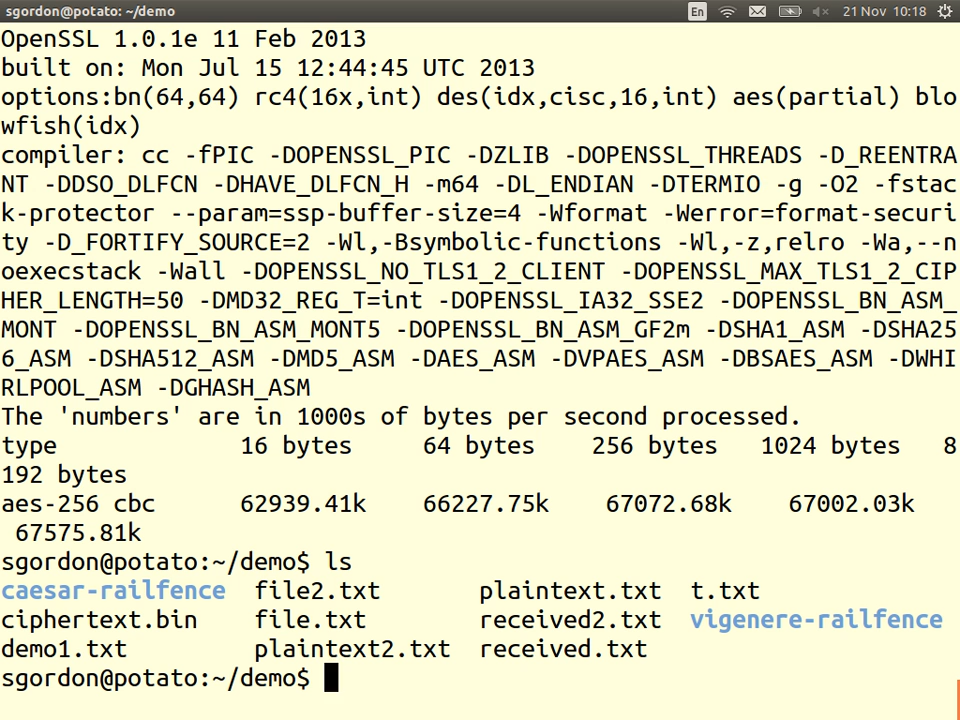 sgordon@potato: ~/demo En 21 Nov 10:18
OpenSSL 1.0.1e 11 Feb 2013
built on: Mon Jul 15 12:44:45 UTC 2013
options:bn(64,64) rc4(16x,int) des(idx,cisc,16,int) aes(partial) blo
wfish(idx)
compiler: cc -fPIC -DOPENSSL_PIC -DZLIB -DOPENSSL_THREADS -D_REENTRA
NT -DDSO_DLFCN -DHAVE_DLFCN_H -m64 -DL_ENDIAN -DTERMIO -g -O2 -fstac
k-protector --param=ssp-buffer-size=4 -Wformat -Werror=format-securi
ty -D_FORTIFY_SOURCE=2 -Wl,-Bsymbolic-functions -Wl,-z,relro -Wa,--n
oexecstack -Wall -DOPENSSL_NO_TLS1_2_CLIENT -DOPENSSL_MAX_TLS1_2_CIP
HER_LENGTH=50 -DMD32_REG_T=int -DOPENSSL_IA32_SSE2 -DOPENSSL_BN_ASM_
MONT -DOPENSSL_BN_ASM_MONT5 -DOPENSSL_BN_ASM_GF2m -DSHA1_ASM -DSHA25
6_ASM -DSHA512_ASM -DMD5_ASM -DAES_ASM -DVPAES_ASM -DBSAES_ASM -DWHI
RLPOOL_ASM -DGHASH_ASM
The 'numbers' are in 1000s of bytes per second processed.
type             16 bytes     64 bytes    256 bytes   1024 bytes   8
192 bytes
aes-256 cbc      62939.41k    66227.75k    67072.68k    67002.03k
 67575.81k
sgordon@potato:~/demo$ ls
caesar-railfence  file2.txt       plaintext.txt  t.txt
ciphertext.bin    file.txt        received2.txt  vigenere-railfence
demo1.txt         plaintext2.txt  received.txt
sgordon@potato:~/demo$